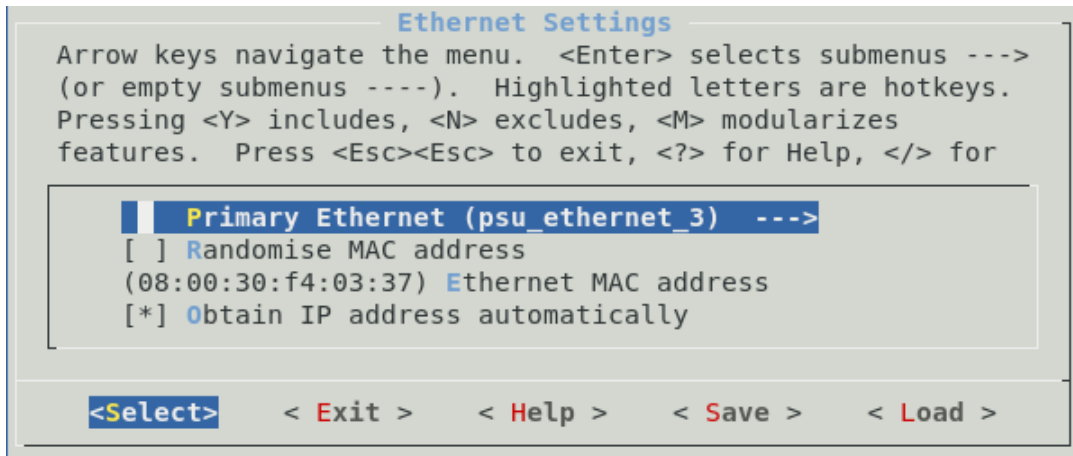 Ethernet Settings
Arrow keys navigate the menu.  <Enter> selects submenus --->
(or empty submenus ----).  Highlighted letters are hotkeys.
Pressing <Y> includes, <N> excludes, <M> modularizes
features.  Press <Esc><Esc> to exit, <?> for Help, </> for
Primary Ethernet (psu_ethernet_3)  --->
[ ] Randomise MAC address
(08:00:30:f4:03:37) Ethernet MAC address
[*] Obtain IP address automatically
<Select>    < Exit >    < Help >    < Save >    < Load >